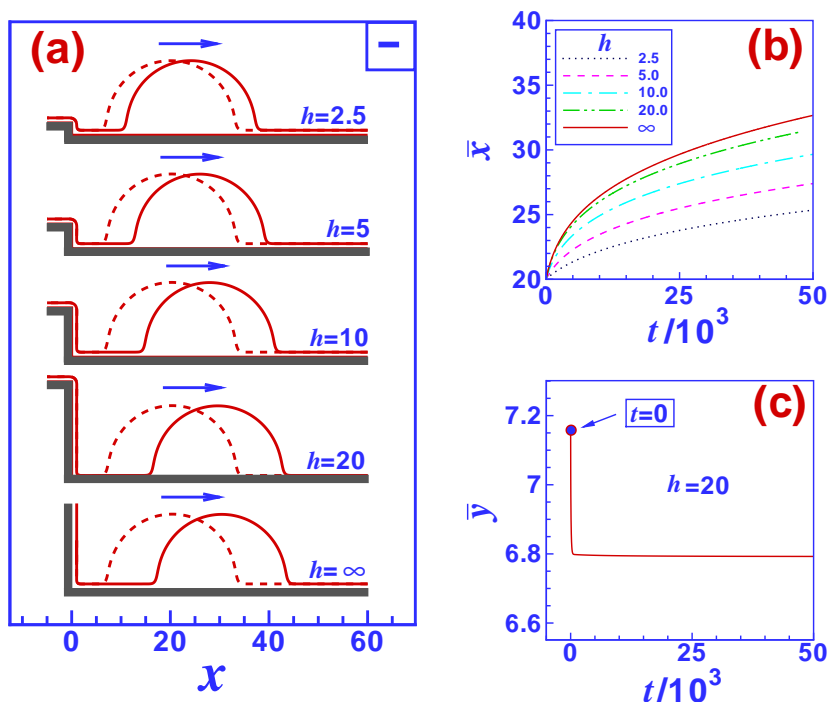 (a)
–
h=2.5
h=5
h=10
h=20
h=∞
0 20 40 60
x
(b)
40
35
30
25
20
x̄
h
2.5
5.0
10.0
20.0
∞
0 25 50
t/10³
(c)
7.2
7
6.8
6.6
ȳ
t=0
h=20
0 25 50
t/10³